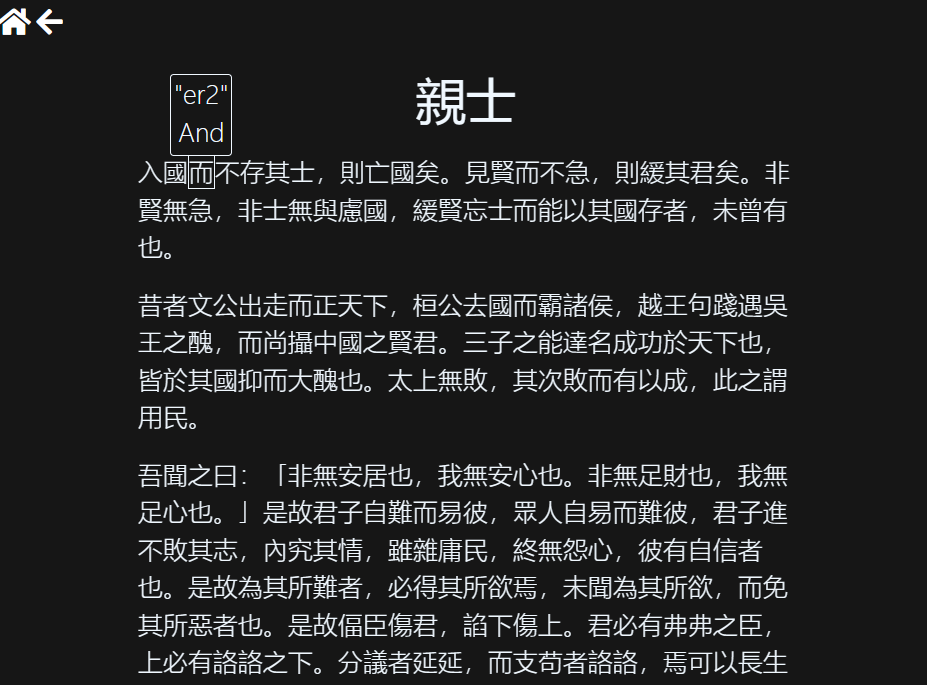 親士
"er2"
And
入國而不存其士，則亡國矣。見賢而不急，則緩其君矣。非
賢無急，非士無與慮國，緩賢忘士而能以其國存者，未曾有
也。
昔者文公出走而正天下，桓公去國而霸諸侯，越王句踐遇吳
王之醜，而尚攝中國之賢君。三子之能達名成功於天下也，
皆於其國抑而大醜也。太上無敗，其次敗而有以成，此之謂
用民。
吾聞之曰：「非無安居也，我無安心也。非無足財也，我無
足心也。」是故君子自難而易彼，眾人自易而難彼，君子進
不敗其志，內究其情，雖雜庸民，終無怨心，彼有自信者
也。是故為其所難者，必得其所欲焉，未聞為其所欲，而免
其所惡者也。是故偪臣傷君，諂下傷上。君必有弗弗之臣，
上必有詻詻之下。分議者延延，而支苟者詻詻，焉可以長生